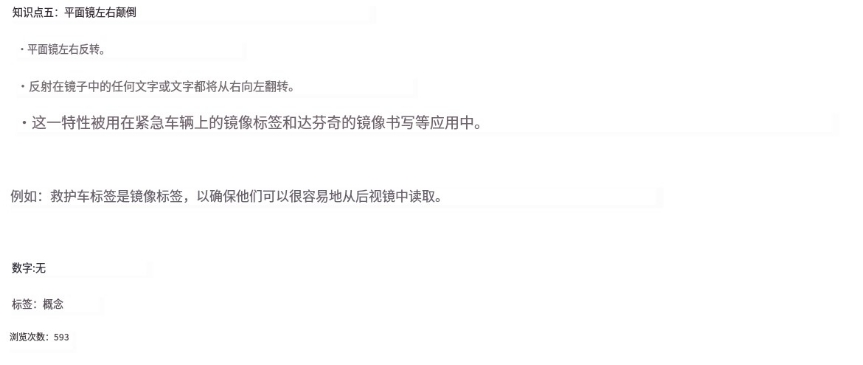 知识点五：平面镜左右颠倒
・平面镜左右反转。
・反射在镜子中的任何文字或文字都将从右向左翻转。
・这一特性被用在紧急车辆上的镜像标签和达芬奇的镜像书写等应用中。
例如：救护车标签是镜像标签，以确保他们可以很容易地从后视镜中读取。
数字:无
标签：概念
浏览次数：593